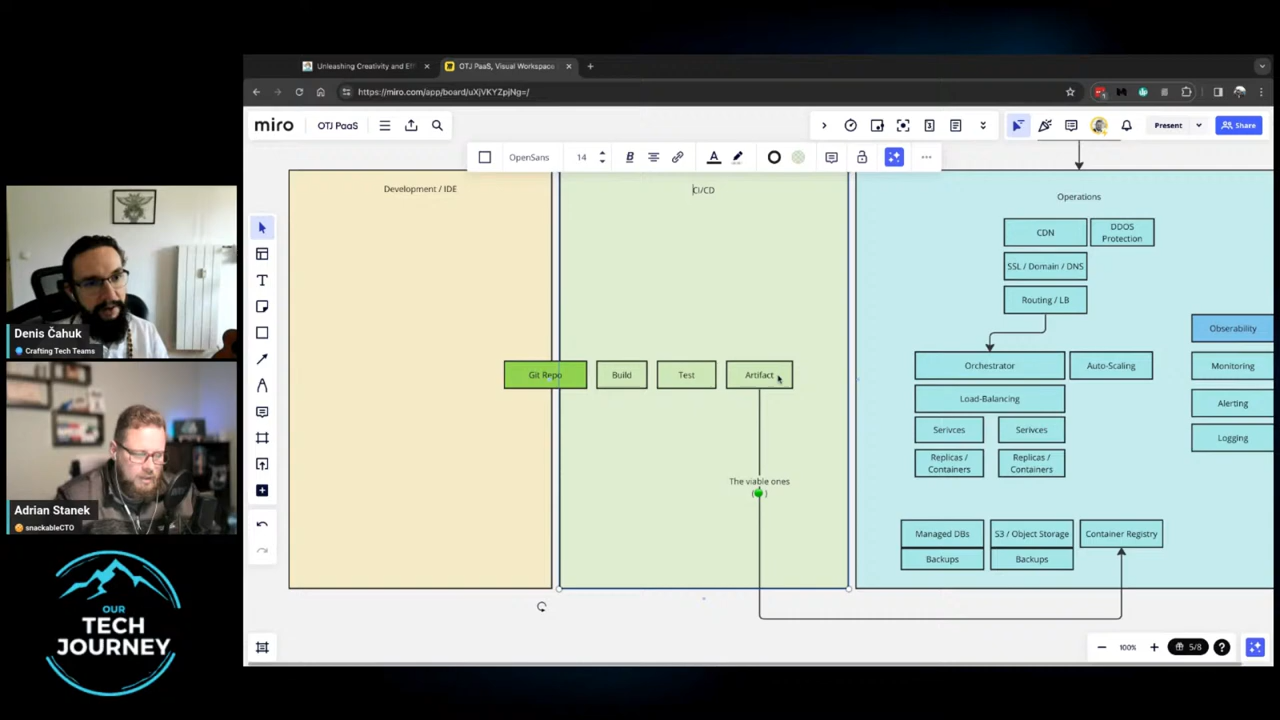 Unleashing Creativity and Ef
OTJ PaaS, Visual Workspace
https://miro.com/app/board/uXjVKYZpjNg=/
miro
OTJ PaaS
Present
Share
OpenSans
14
Development / IDE
CI/CD
Operations
CDN
DDOS
Protection
SSL / Domain / DNS
Routing / LB
Obserability
Git Repo
Build
Test
Artifact
Orchestrator
Auto-Scaling
Monitoring
Load-Balancing
Alerting
Serivces
Serivces
Logging
Replicas /
Containers
Replicas /
Containers
The viable ones
Managed DBs
S3 / Object Storage
Container Registry
Backups
Backups
100%
5/8
Denis Čahuk
Crafting Tech Teams
Adrian Stanek
snackableCTO
OUR
TECH
JOURNEY